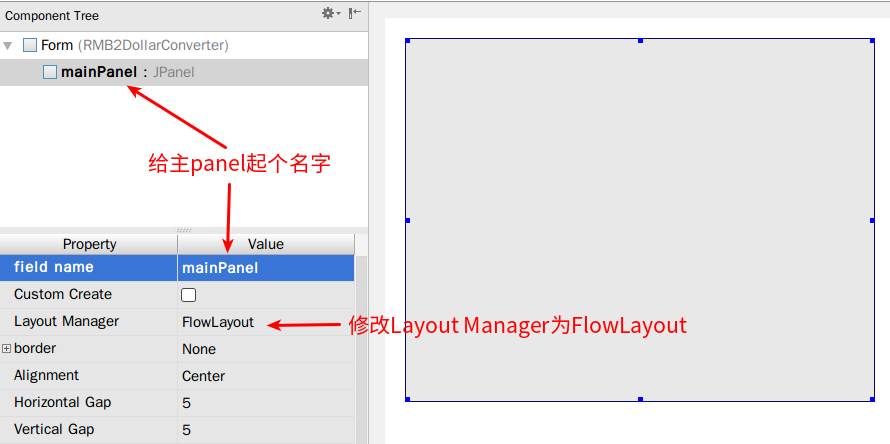 Component Tree
Form (RMB2DollarConverter)
mainPanel : JPanel
给主panel起个名字
Property Value
field name mainPanel
Custom Create
Layout Manager FlowLayout
修改Layout Manager为FlowLayout
border None
Alignment Center
Horizontal Gap 5
Vertical Gap 5